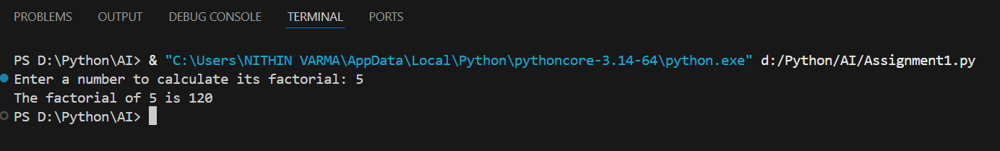 PROBLEMS OUTPUT DEBUG CONSOLE TERMINAL PORTS
PS D:\Python\AI> & "C:\Users\NITHIN VARMA\AppData\Local\Python\pythoncore-3.14-64\python.exe" d:/Python/AI/Assignment1.py
Enter a number to calculate its factorial: 5
The factorial of 5 is 120
PS D:\Python\AI>